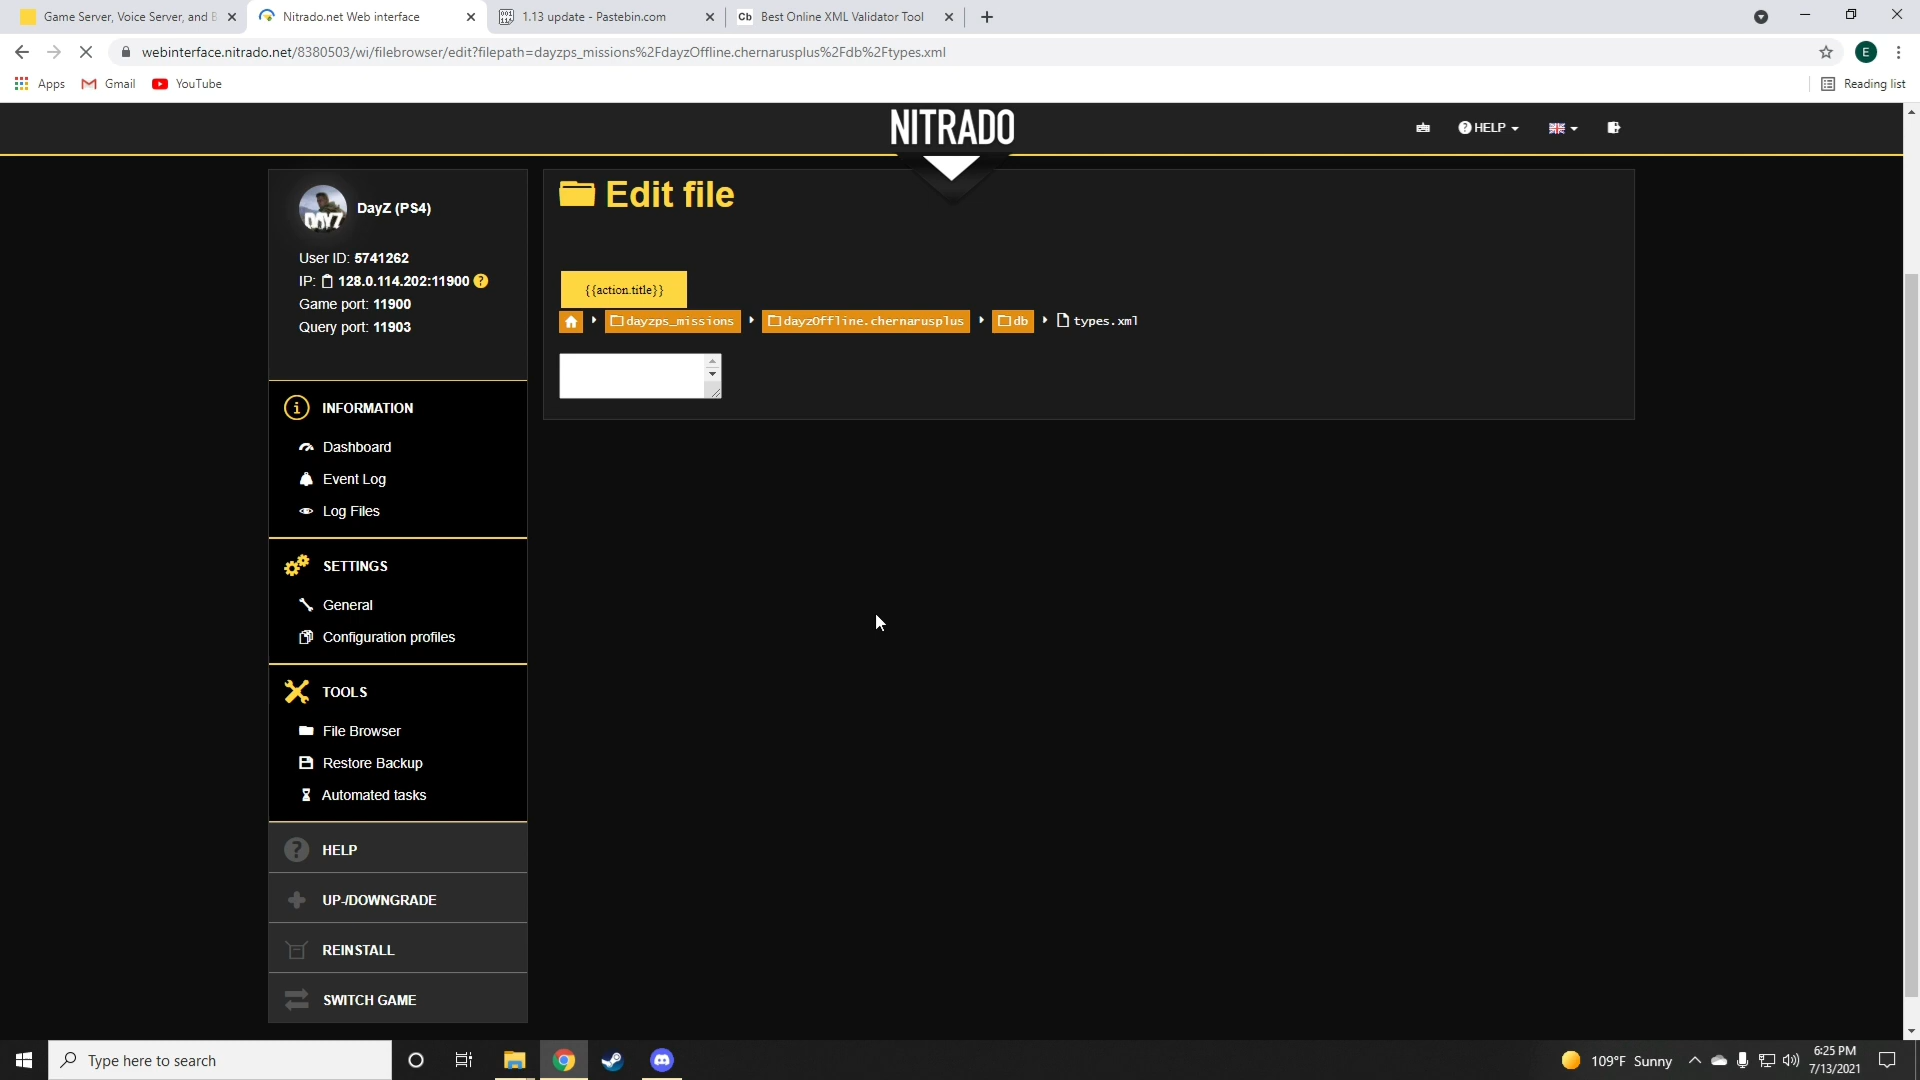 Game Server, Voice Server, and B
Nitrado.net Web interface
1.13 update - Pastebin.com
Cb Best Online XML Validator Tool
webinterface.nitrado.net/8380503/wi/filebrowser/edit?filepath=dayzps_missions%2FdayzOffline.chernarusplus%2Fdb%2Ftypes.xml
E
Apps
Gmail
YouTube
Reading list
NITRADO
HELP
DAYZ
DayZ (PS4)
User ID: 5741262
IP: 128.0.114.202:11900 ?
Game port: 11900
Query port: 11903
Edit file
{{action.title}}
dayzps_missions
dayzOffline.chernarusplus
db
types.xml
INFORMATION
Dashboard
Event Log
Log Files
SETTINGS
General
Configuration profiles
TOOLS
File Browser
Restore Backup
Automated tasks
HELP
UP-/DOWNGRADE
REINSTALL
SWITCH GAME
Type here to search
109°F Sunny
6:25 PM
7/13/2021